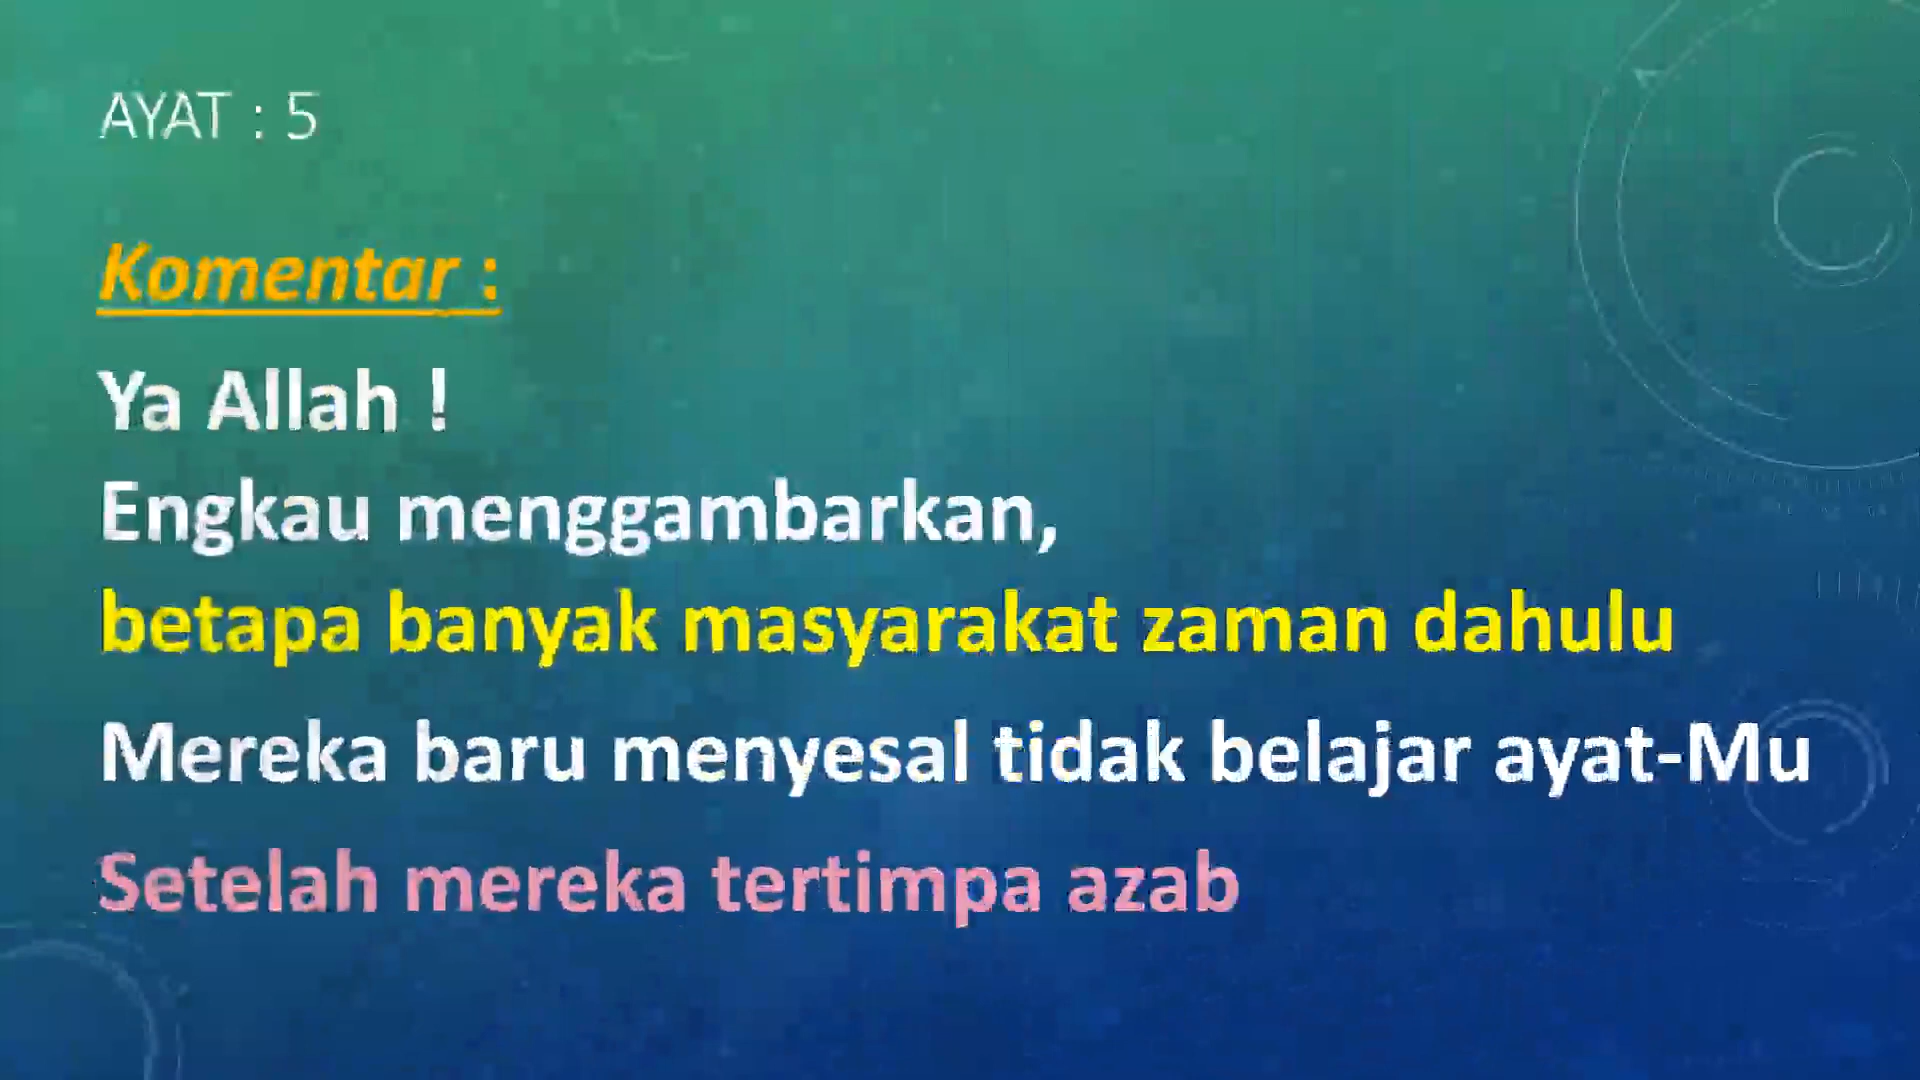 AYAT : 5
Komentar :
Ya Allah !
Engkau menggambarkan,
betapa banyak masyarakat zaman dahulu
Mereka baru menyesal tidak belajar ayat-Mu
Setelah mereka tertimpa azab